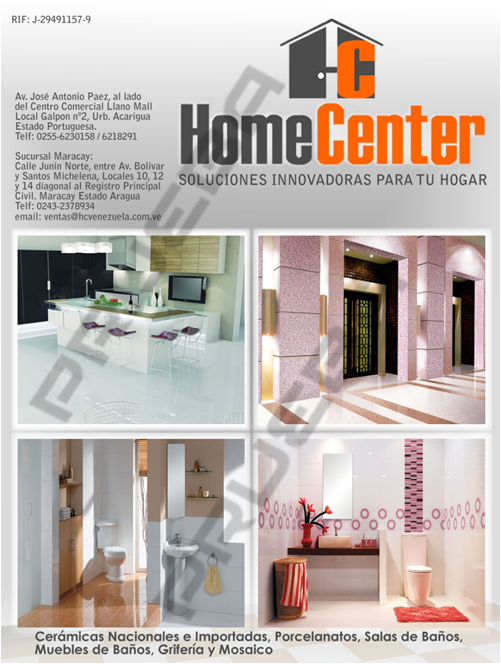 RIF: J-29491157-9
HC
Av. José Antonio Paez, al lado
del Centro Comercial Llano Mall
Local Galpon nº2, Urb. Acarigua
Estado Portuguesa.
Telf: 0255-6230158 / 6218291
Sucursal Maracay:
Calle Junin Norte, entre Av. Bolivar
y Santos Michelena, Locales 10, 12
y 14 diagonal al Registro Principal
Civil. Maracay Estado Aragua
Telf: 0243-2378934
email: ventas@hcvenezuela.com.ve
HomeCenter
SOLUCIONES INNOVADORAS PARA TU HOGAR
PRUEBA
PRUEBA
Cerámicas Nacionales e Importadas, Porcelanatos, Salas de Baños,
Muebles de Baños, Grifería y Mosaico